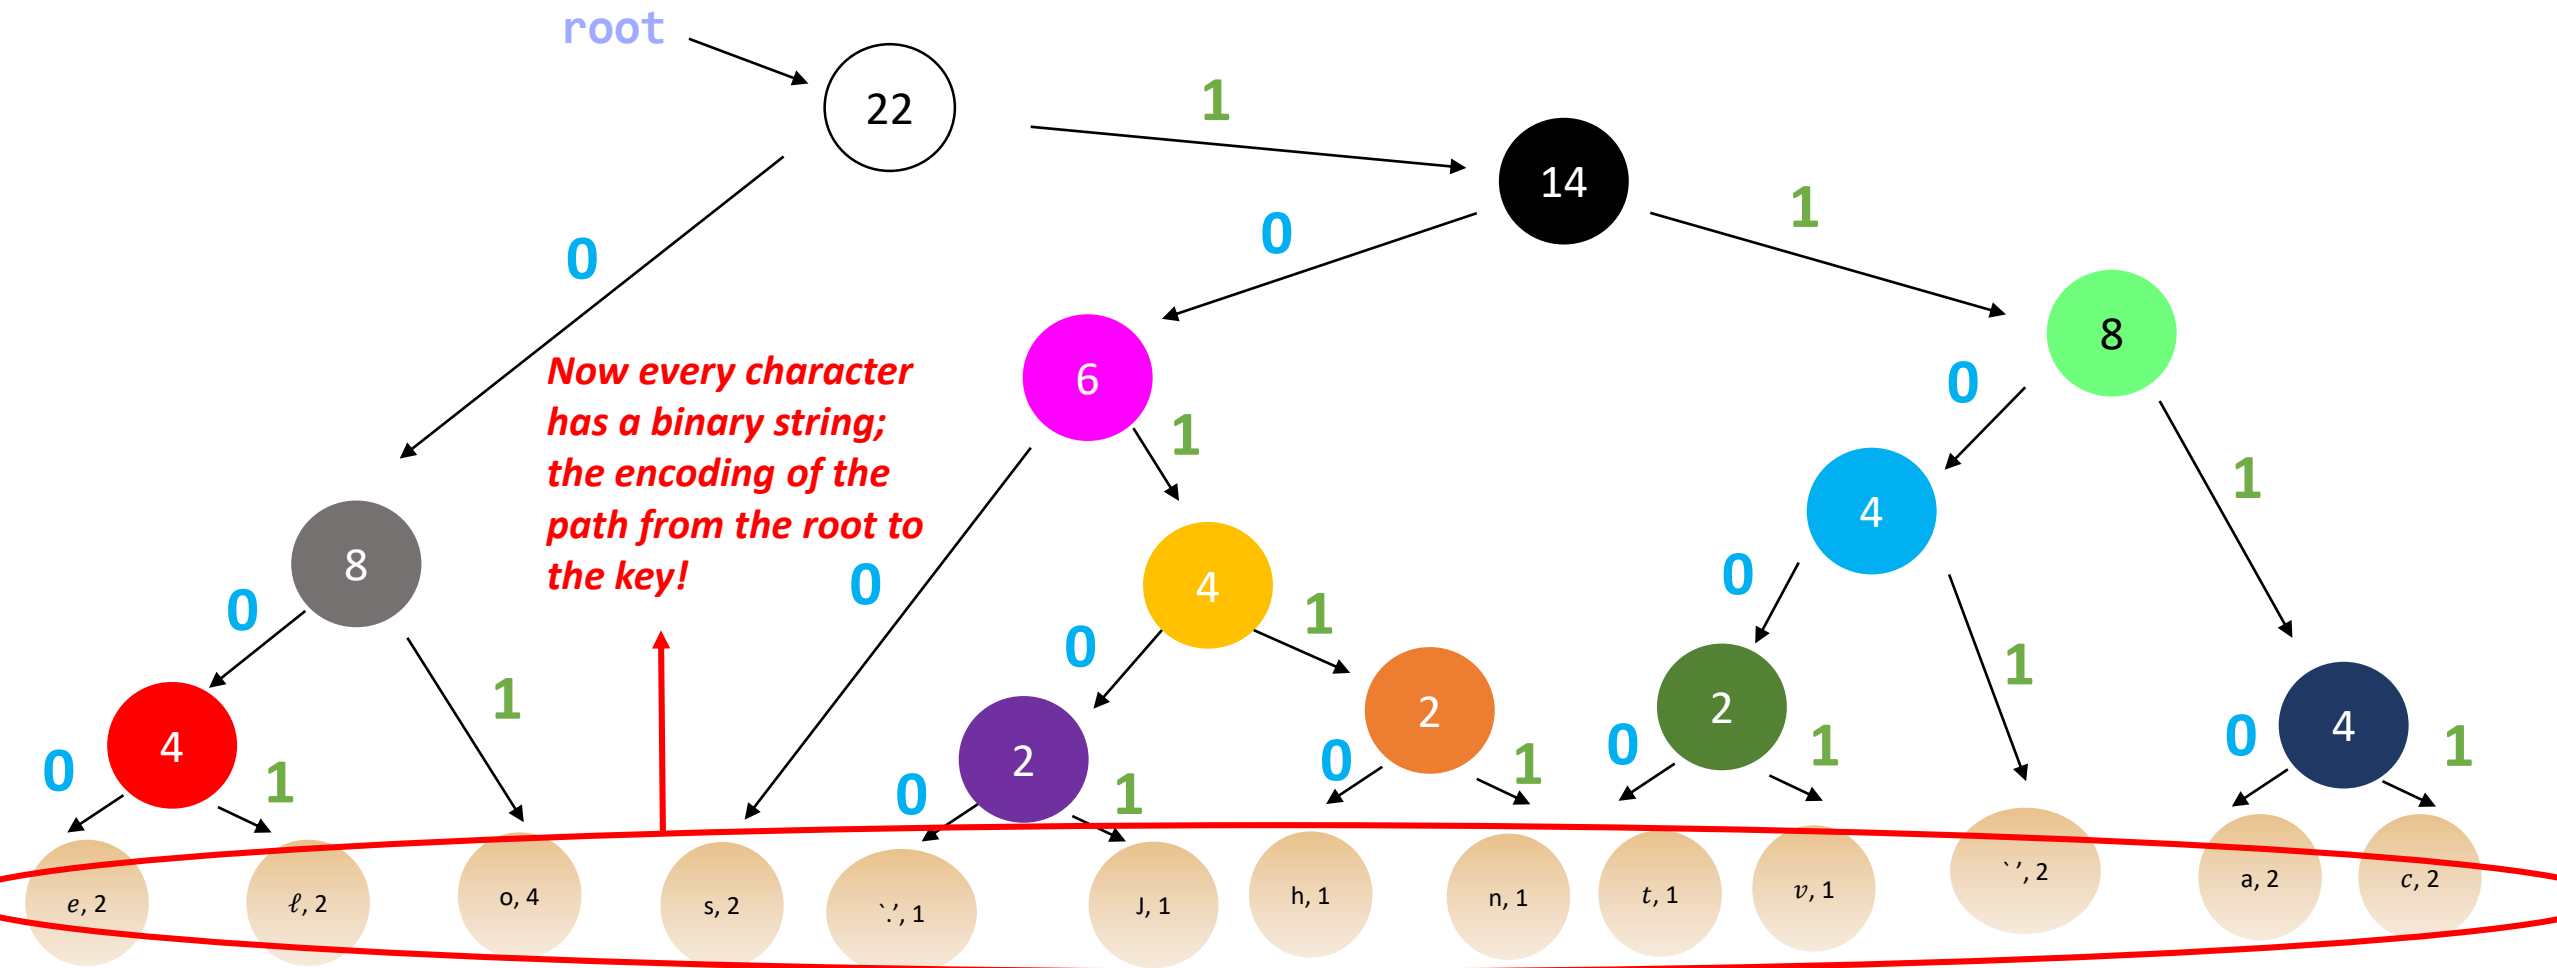 root
22
1
14
0
0
1
6
8
Now every character
has a binary string;
the encoding of the
path from the root to
the key!
1
0
1
8
4
0
0
4
0
1
0
1
0
1
1
4
2
2
2
4
0
1
0
1
0
1
0
1
0
1
e, 2
ℓ, 2
o, 4
s, 2
`.', 1
J, 1
h, 1
n, 1
t, 1
v, 1
` ', 2
a, 2
c, 2